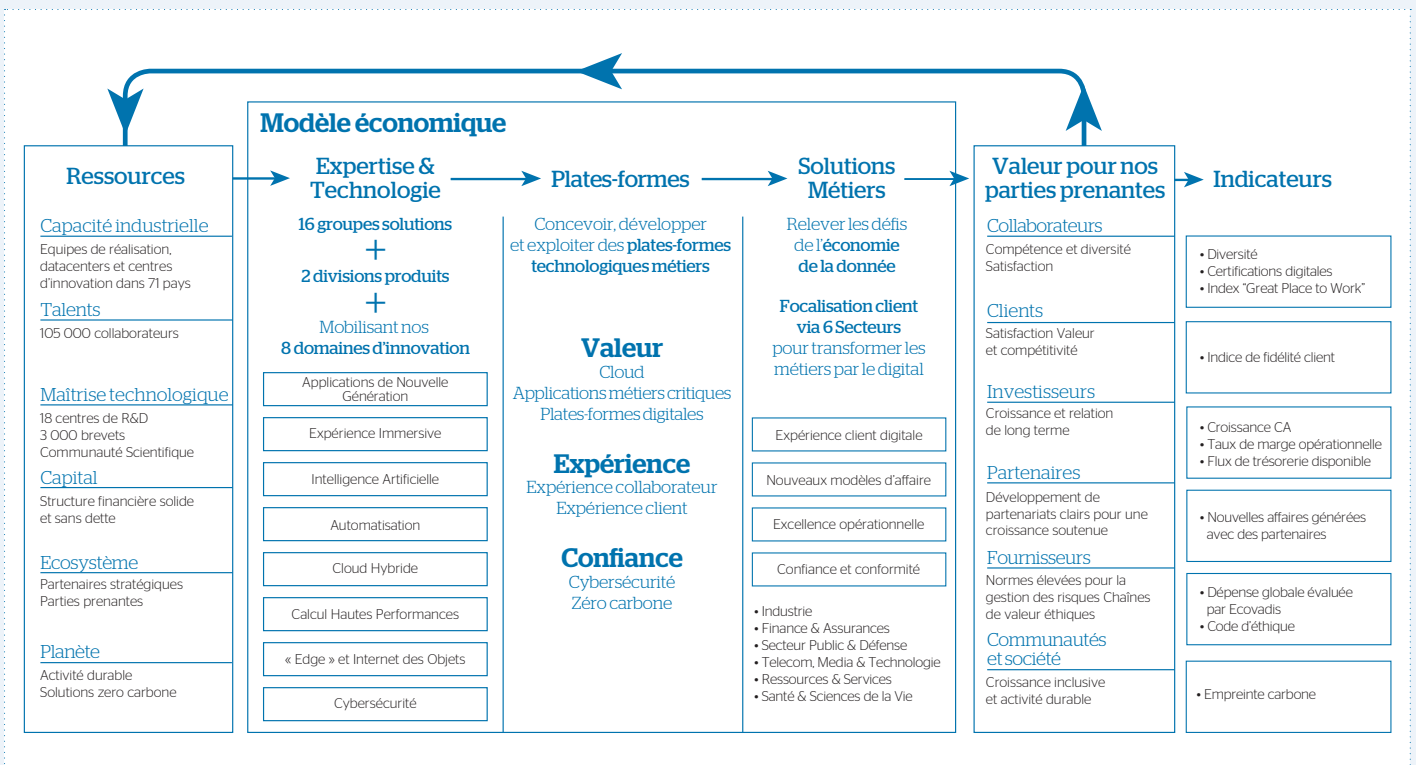 Modèle économique
Ressources
Capacité industrielle
Equipes de réalisation,
datacenters et centres
d'innovation dans 71 pays
Talents
105 000 collaborateurs
Maîtrise technologique
18 centres de R&D
3 000 brevets
Communauté Scientifique
Capital
Structure financière solide
et sans dette
Ecosystème
Partenaires stratégiques
Parties prenantes
Planète
Activité durable
Solutions zero carbone
Expertise &
Technologie
16 groupes solutions
+
2 divisions produits
+
Mobilisant nos
8 domaines d'innovation
Applications de Nouvelle
Génération
Expérience Immersive
Intelligence Artificielle
Automatisation
Cloud Hybride
Calcul Hautes Performances
« Edge » et Internet des Objets
Cybersécurité
Plates-formes
Concevoir, développer
et exploiter des plates-formes
technologiques métiers
Valeur
Cloud
Applications métiers critiques
Plates-formes digitales
Expérience
Expérience collaborateur
Expérience client
Confiance
Cybersécurité
Zéro carbone
Solutions
Métiers
Relever les défis
de l'économie
de la donnée
Focalisation client
via 6 Secteurs
pour transformer les
métiers par le digital
Expérience client digitale
Nouveaux modèles d'affaire
Excellence opérationnelle
Confiance et conformité
• Industrie
• Finance & Assurances
• Secteur Public & Défense
• Telecom, Media & Technologie
• Ressources & Services
• Santé & Sciences de la Vie
Valeur pour nos
parties prenantes
Collaborateurs
Compétence et diversité
Satisfaction
Clients
Satisfaction Valeur
et compétitivité
Investisseurs
Croissance et relation
de long terme
Partenaires
Développement de
partenariats clairs pour une
croissance soutenue
Fournisseurs
Normes élevées pour la
gestion des risques Chaînes
de valeur éthiques
Communautés
et société
Croissance inclusive
et activité durable
Indicateurs
• Diversité
• Certifications digitales
• Index "Great Place to Work"
• Indice de fidélité client
• Croissance CA
• Taux de marge opérationnelle
• Flux de trésorerie disponible
• Nouvelles affaires générées
avec des partenaires
• Dépense globale évaluée
par Ecovadis
• Code d'éthique
• Empreinte carbone